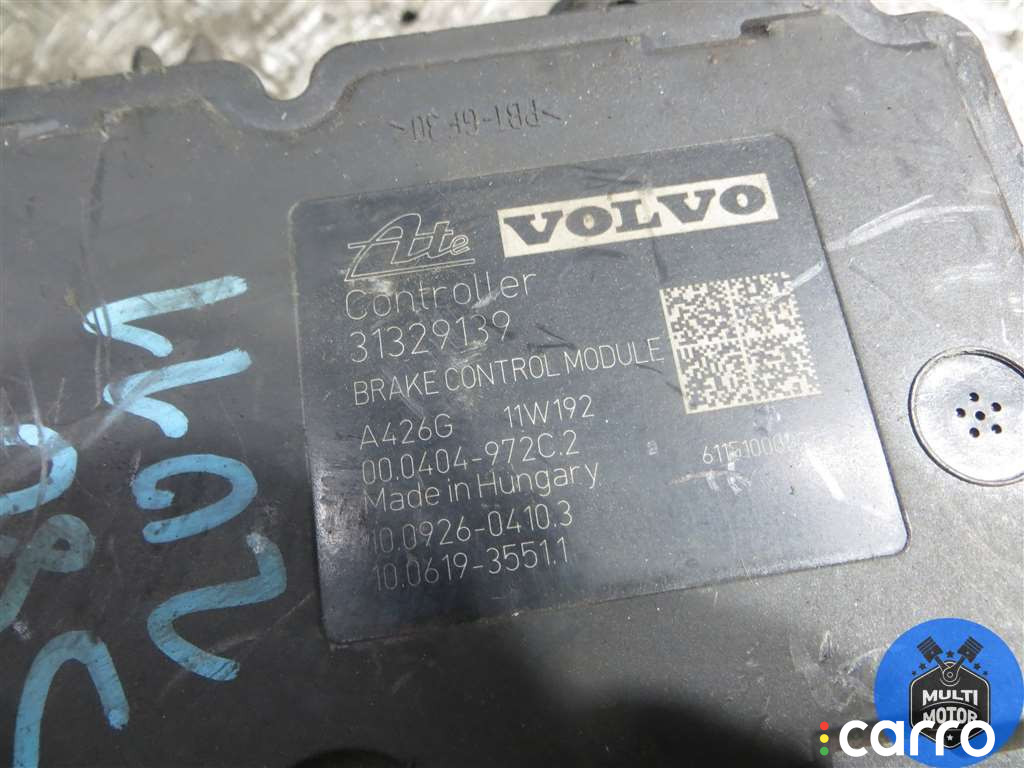 >PBT-GF30<
Ate VOLVO
Controller
31329139
BRAKE CONTROL MODULE
A426G 11W192
00.0404-972C.2
Made in Hungary
10.0926-0410.3
10.0619-3551.1
MULTI
MOTOR
carro